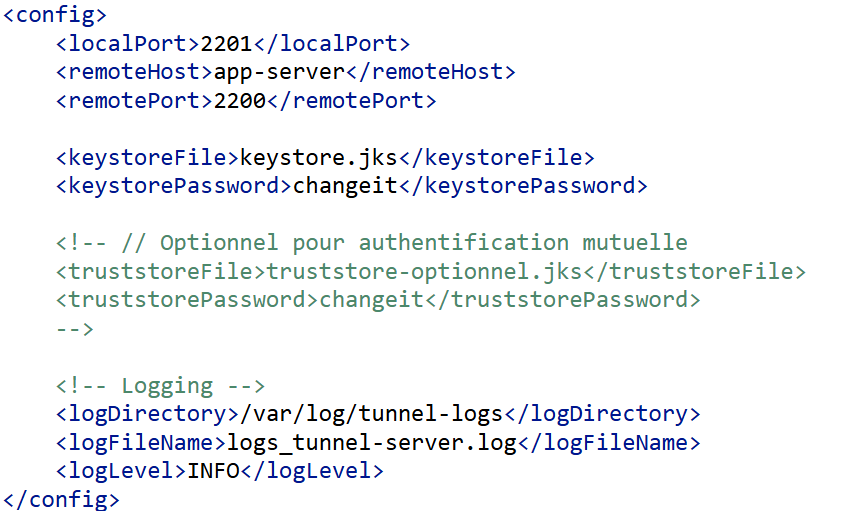 <config>
    <localPort>2201</localPort>
    <remoteHost>app-server</remoteHost>
    <remotePort>2200</remotePort>

    <keystoreFile>keystore.jks</keystoreFile>
    <keystorePassword>changeit</keystorePassword>

    <!-- // Optionnel pour authentification mutuelle
    <truststoreFile>truststore-optionnel.jks</truststoreFile>
    <truststorePassword>changeit</truststorePassword>
    -->

    <!-- Logging -->
    <logDirectory>/var/log/tunnel-logs</logDirectory>
    <logFileName>logs_tunnel-server.log</logFileName>
    <logLevel>INFO</logLevel>
</config>